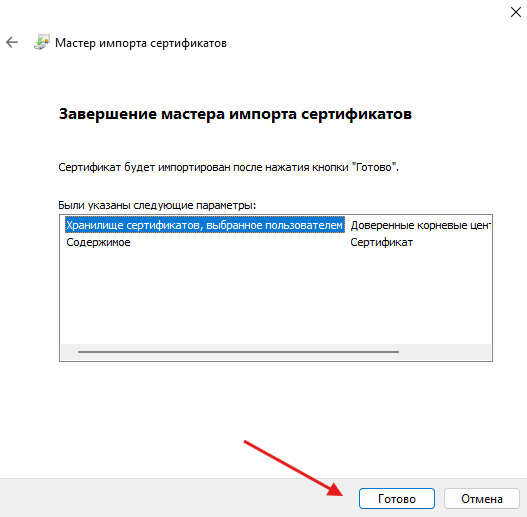 Мастер импорта сертификатов
Завершение мастера импорта сертификатов
Сертификат будет импортирован после нажатия кнопки "Готово".
Были указаны следующие параметры:
Хранилище сертификатов, выбранное пользователем Доверенные корневые цент
Содержимое Сертификат
Готово Отмена